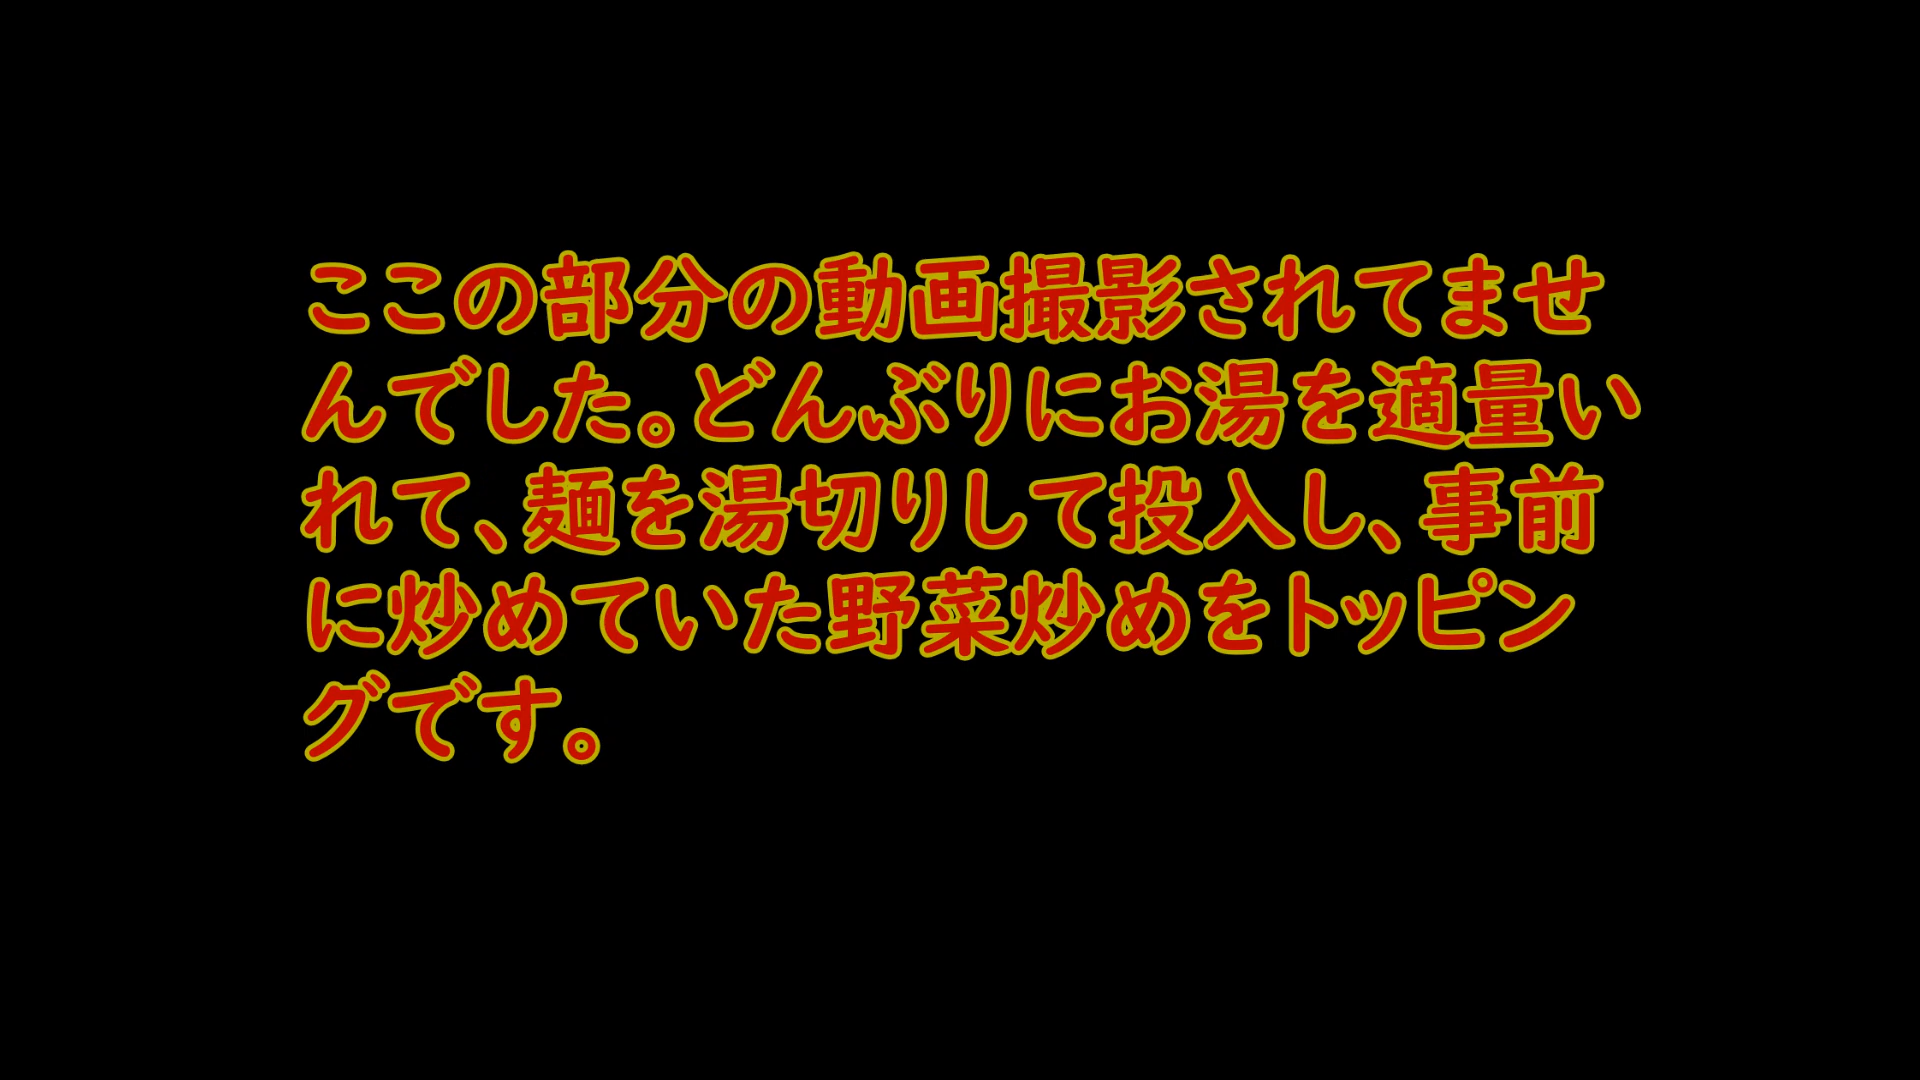 ここの部分の動画撮影されてませ
んでした。どんぶりにお湯を適量い
れて、麺を湯切りして投入し、事前
に炒めていた野菜炒めをトッピン
グです。